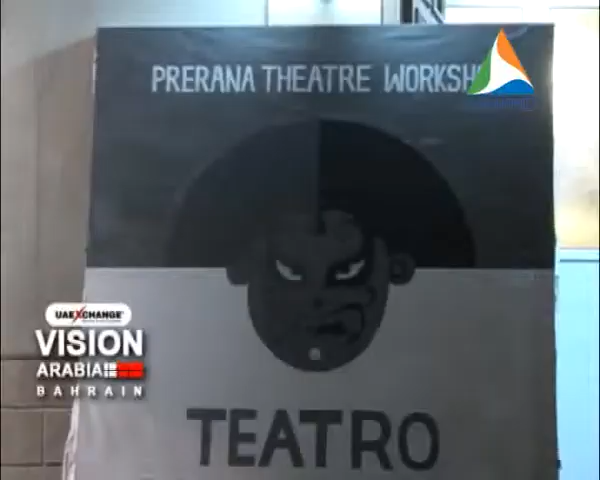 PRERANA THEATRE WORKSH
UAEXCHANGE
VISION
ARABIA
BAHRAIN
TEATRO